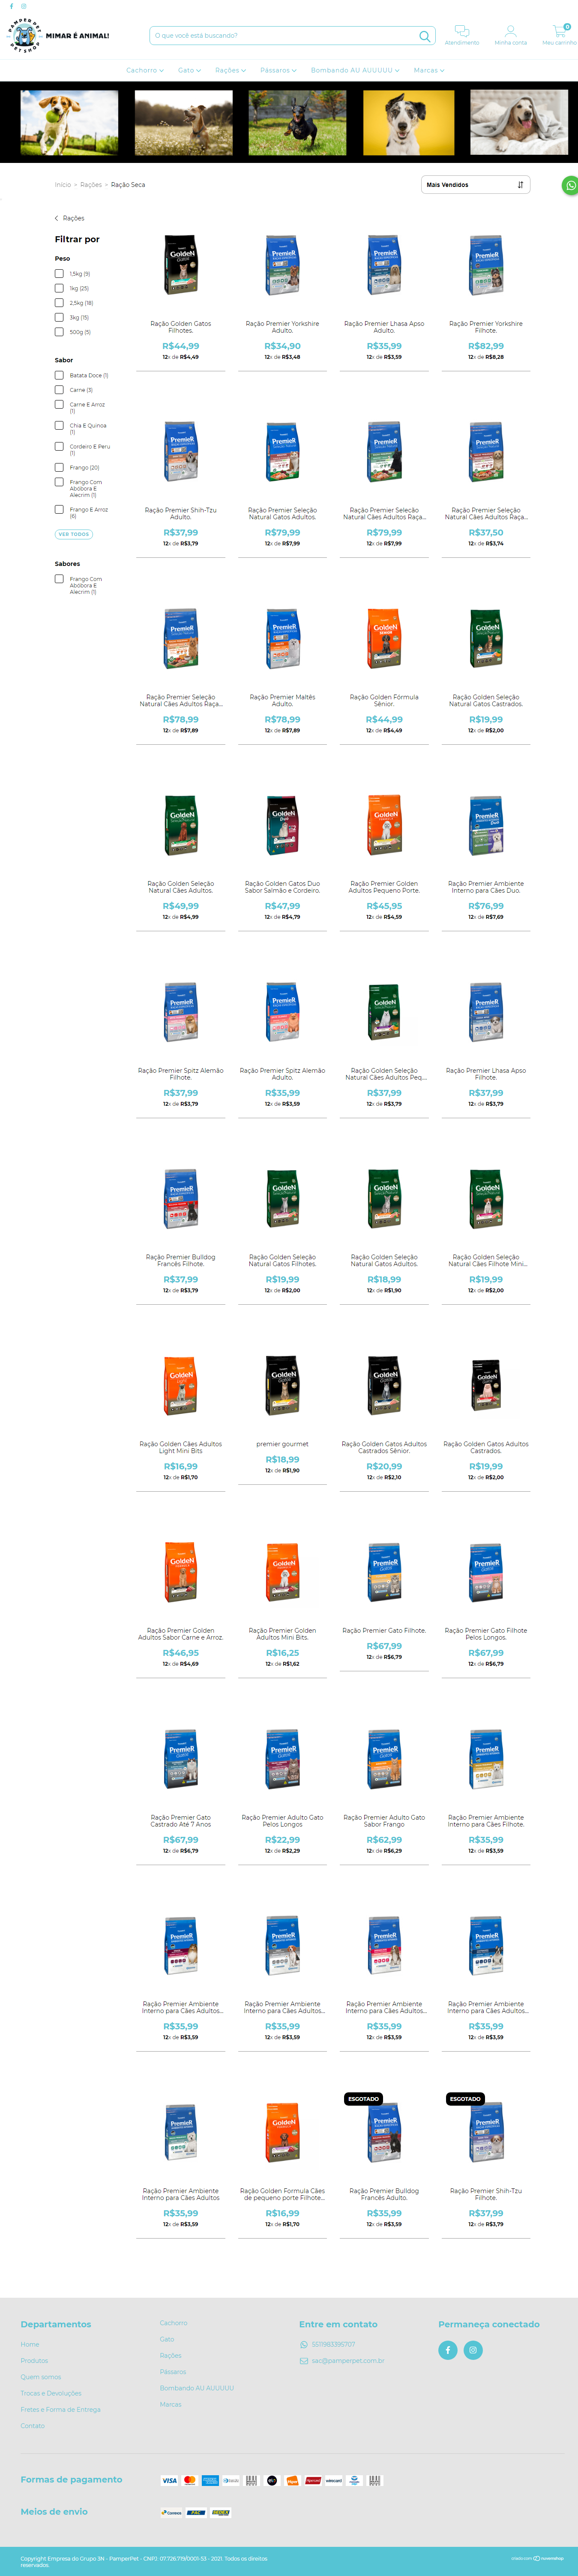 PAMPERPET
PET SHOP
MIMAR É ANIMAL!
O que você está buscando?
Atendimento
Minha conta
0
Meu carrinho
Cachorro
Gato
Rações
Pássaros
Bombando AU AUUUUU
Marcas
Início > Rações > Ração Seca
Mais Vendidos
Rações
Filtrar por
Peso
1,5kg (9)
1kg (25)
2,5kg (18)
3kg (15)
500g (5)
Sabor
Batata Doce (1)
Carne (3)
Carne E Arroz
(1)
Chia E Quinoa
(1)
Cordeiro E Peru
(1)
Frango (20)
Frango Com
Abóbora E
Alecrim (1)
Frango E Arroz
(6)
VER TODOS
Sabores
Frango Com
Abóbora E
Alecrim (1)
Ração Golden Gatos
Filhotes.
R$44,99
12x de R$4,49
Ração Premier Yorkshire
Adulto.
R$34,90
12x de R$3,48
Ração Premier Lhasa Apso
Adulto.
R$35,99
12x de R$3,59
Ração Premier Yorkshire
Filhote.
R$82,99
12x de R$8,28
Ração Premier Shih-Tzu
Adulto.
R$37,99
12x de R$3,79
Ração Premier Seleção
Natural Gatos Adultos.
R$79,99
12x de R$7,99
Ração Premier Seleção
Natural Cães Adultos Raça...
R$79,99
12x de R$7,99
Ração Premier Seleção
Natural Cães Adultos Raça...
R$37,50
12x de R$3,74
Ração Premier Seleção
Natural Cães Adultos Raça...
R$78,99
12x de R$7,89
Ração Premier Maltês
Adulto.
R$78,99
12x de R$7,89
Ração Golden Fórmula
Sênior.
R$44,99
12x de R$4,49
Ração Golden Seleção
Natural Gatos Castrados.
R$19,99
12x de R$2,00
Ração Golden Seleção
Natural Cães Adultos.
R$49,99
12x de R$4,99
Ração Golden Gatos Duo
Sabor Salmão e Cordeiro.
R$47,99
12x de R$4,79
Ração Premier Golden
Adultos Pequeno Porte.
R$45,95
12x de R$4,59
Ração Premier Ambiente
Interno para Cães Duo.
R$76,99
12x de R$7,69
Ração Premier Spitz Alemão
Filhote.
R$37,99
12x de R$3,79
Ração Premier Spitz Alemão
Adulto.
R$35,99
12x de R$3,59
Ração Golden Seleção
Natural Cães Adultos Peq...
R$37,99
12x de R$3,79
Ração Premier Lhasa Apso
Filhote.
R$37,99
12x de R$3,79
Ração Premier Bulldog
Francês Filhote.
R$37,99
12x de R$3,79
Ração Golden Seleção
Natural Gatos Filhotes.
R$19,99
12x de R$2,00
Ração Golden Seleção
Natural Gatos Adultos.
R$18,99
12x de R$1,90
Ração Golden Seleção
Natural Cães Filhote Mini...
R$19,99
12x de R$2,00
Ração Golden Cães Adultos
Light Mini Bits
R$16,99
12x de R$1,70
premier gourmet
R$18,99
12x de R$1,90
Ração Golden Gatos Adultos
Castrados Sênior.
R$20,99
12x de R$2,10
Ração Golden Gatos Adultos
Castrados.
R$19,99
12x de R$2,00
Ração Premier Golden
Adultos Sabor Carne e Arroz.
R$46,95
12x de R$4,69
Ração Premier Golden
Adultos Mini Bits.
R$16,25
12x de R$1,62
Ração Premier Gato Filhote.
R$67,99
12x de R$6,79
Ração Premier Gato Filhote
Pelos Longos.
R$67,99
12x de R$6,79
Ração Premier Gato
Castrado Até 7 Anos
R$67,99
12x de R$6,79
Ração Premier Adulto Gato
Pelos Longos
R$22,99
12x de R$2,29
Ração Premier Adulto Gato
Sabor Frango
R$62,99
12x de R$6,29
Ração Premier Ambiente
Interno para Cães Filhote.
R$35,99
12x de R$3,59
Ração Premier Ambiente
Interno para Cães Adultos...
R$35,99
12x de R$3,59
Ração Premier Ambiente
Interno para Cães Adultos...
R$35,99
12x de R$3,59
Ração Premier Ambiente
Interno para Cães Adultos...
R$35,99
12x de R$3,59
Ração Premier Ambiente
Interno para Cães Adultos...
R$35,99
12x de R$3,59
Ração Premier Ambiente
Interno para Cães Adultos
R$35,99
12x de R$3,59
Ração Golden Formula Cães
de pequeno porte Filhote...
R$16,99
12x de R$1,70
ESGOTADO
Ração Premier Bulldog
Francês Adulto.
R$35,99
12x de R$3,59
ESGOTADO
Ração Premier Shih-Tzu
Filhote.
R$37,99
12x de R$3,79
Departamentos
Home
Produtos
Quem somos
Trocas e Devoluções
Fretes e Forma de Entrega
Contato
Cachorro
Gato
Rações
Pássaros
Bombando AU AUUUUU
Marcas
Entre em contato
5511983395707
sac@pamperpet.com.br
Permaneça conectado
Formas de pagamento
VISA
Meios de envio
Correios
PAC
SEDEX
Copyright Empresa do Grupo 3N - PamperPet - CNPJ: 07.726.719/0001-53 - 2021. Todos os direitos
reservados.
criado com nuvemshop